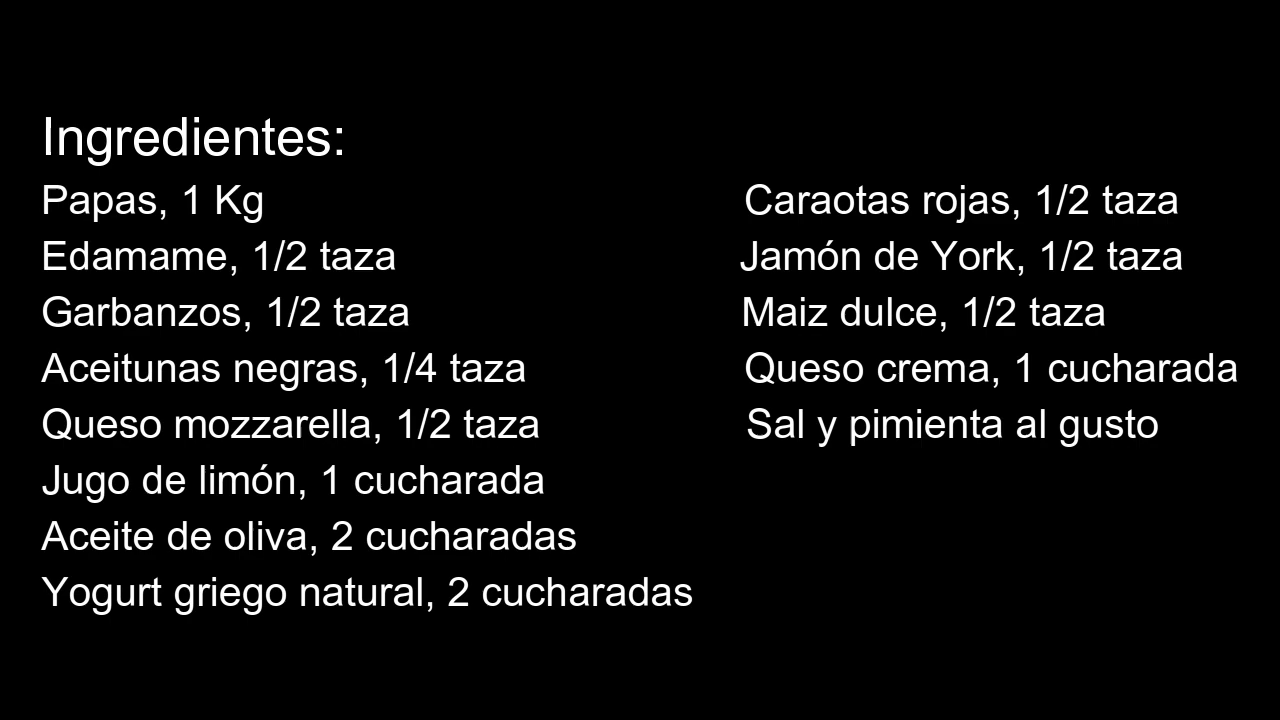 Ingredientes:
Papas, 1 Kg
Edamame, 1/2 taza
Garbanzos, 1/2 taza
Aceitunas negras, 1/4 taza
Queso mozzarella, 1/2 taza
Jugo de limón, 1 cucharada
Aceite de oliva, 2 cucharadas
Yogurt griego natural, 2 cucharadas
Caraotas rojas, 1/2 taza
Jamón de York, 1/2 taza
Maiz dulce, 1/2 taza
Queso crema, 1 cucharada
Sal y pimienta al gusto